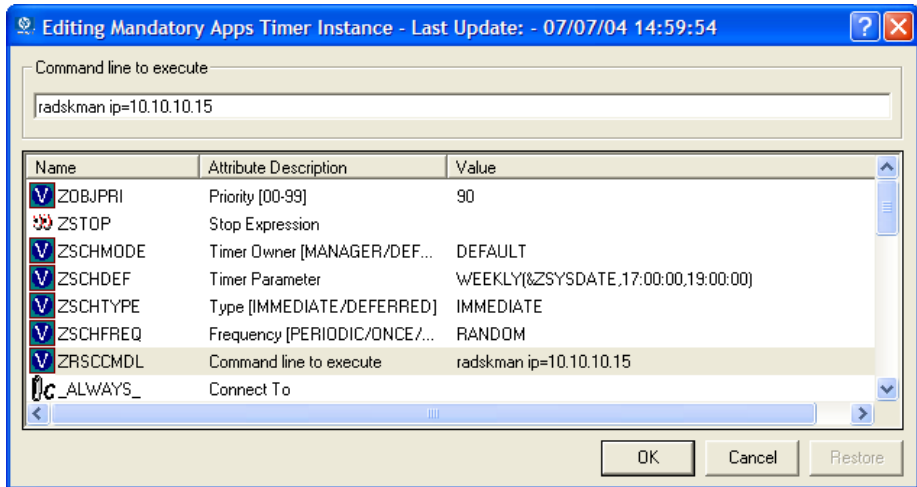 Editing Mandatory Apps Timer Instance - Last Update: - 07/07/04 14:59:54
Command line to execute
radskman ip=10.10.10.15
Name Attribute Description Value
ZOBJPRI Priority [00-99] 90
ZSTOP Stop Expression
ZSCHMODE Timer Owner [MANAGER/DEF... DEFAULT
ZSCHDEF Timer Parameter WEEKLY(&ZSYSDATE,17:00:00,19:00:00)
ZSCHTYPE Type [IMMEDIATE/DEFERRED] IMMEDIATE
ZSCHFREQ Frequency [PERIODIC/ONCE/... RANDOM
ZRSCCMDL Command line to execute radskman ip=10.10.10.15
_ALWAYS_ Connect To
OK Cancel Restore